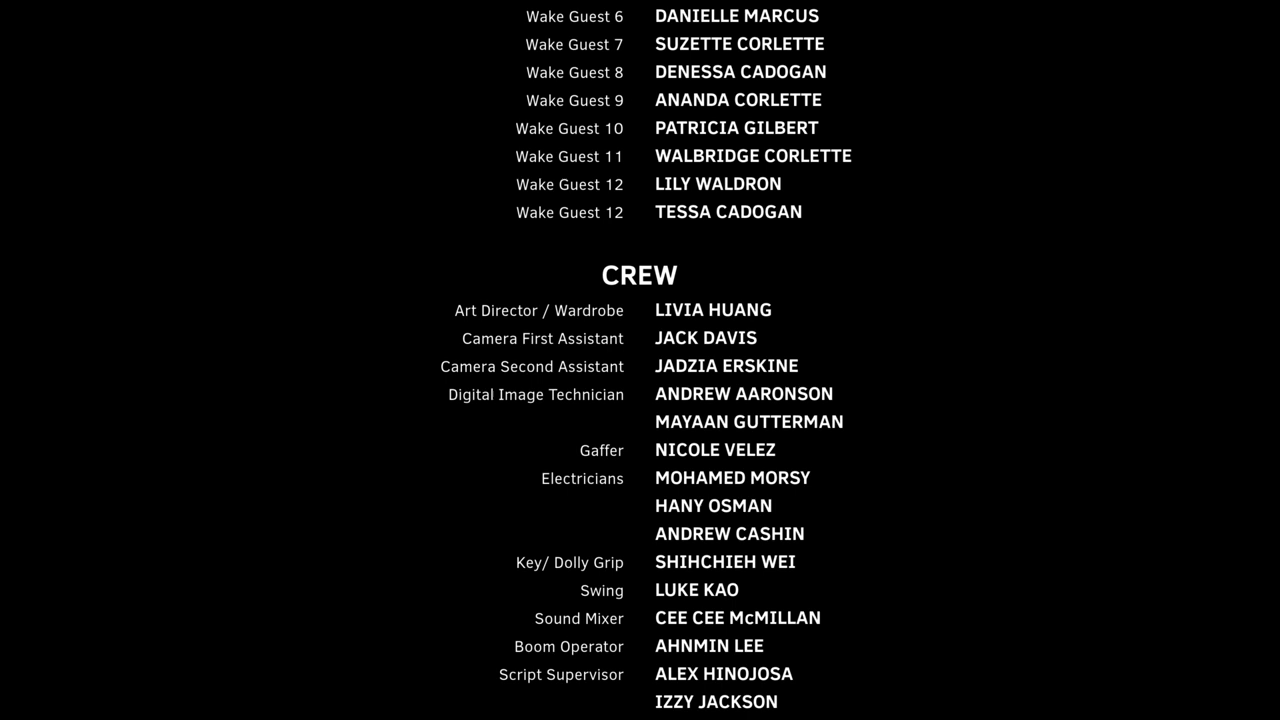 Wake Guest 6 DANIELLE MARCUS
Wake Guest 7 SUZETTE CORLETTE
Wake Guest 8 DENESSA CADOGAN
Wake Guest 9 ANANDA CORLETTE
Wake Guest 10 PATRICIA GILBERT
Wake Guest 11 WALBRIDGE CORLETTE
Wake Guest 12 LILY WALDRON
Wake Guest 12 TESSA CADOGAN
CREW
Art Director / Wardrobe LIVIA HUANG
Camera First Assistant JACK DAVIS
Camera Second Assistant JADZIA ERSKINE
Digital Image Technician ANDREW AARONSON
MAYAAN GUTTERMAN
Gaffer NICOLE VELEZ
Electricians MOHAMED MORSY
HANY OSMAN
ANDREW CASHIN
Key/ Dolly Grip SHIHCHIEH WEI
Swing LUKE KAO
Sound Mixer CEE CEE McMILLAN
Boom Operator AHNMIN LEE
Script Supervisor ALEX HINOJOSA
IZZY JACKSON